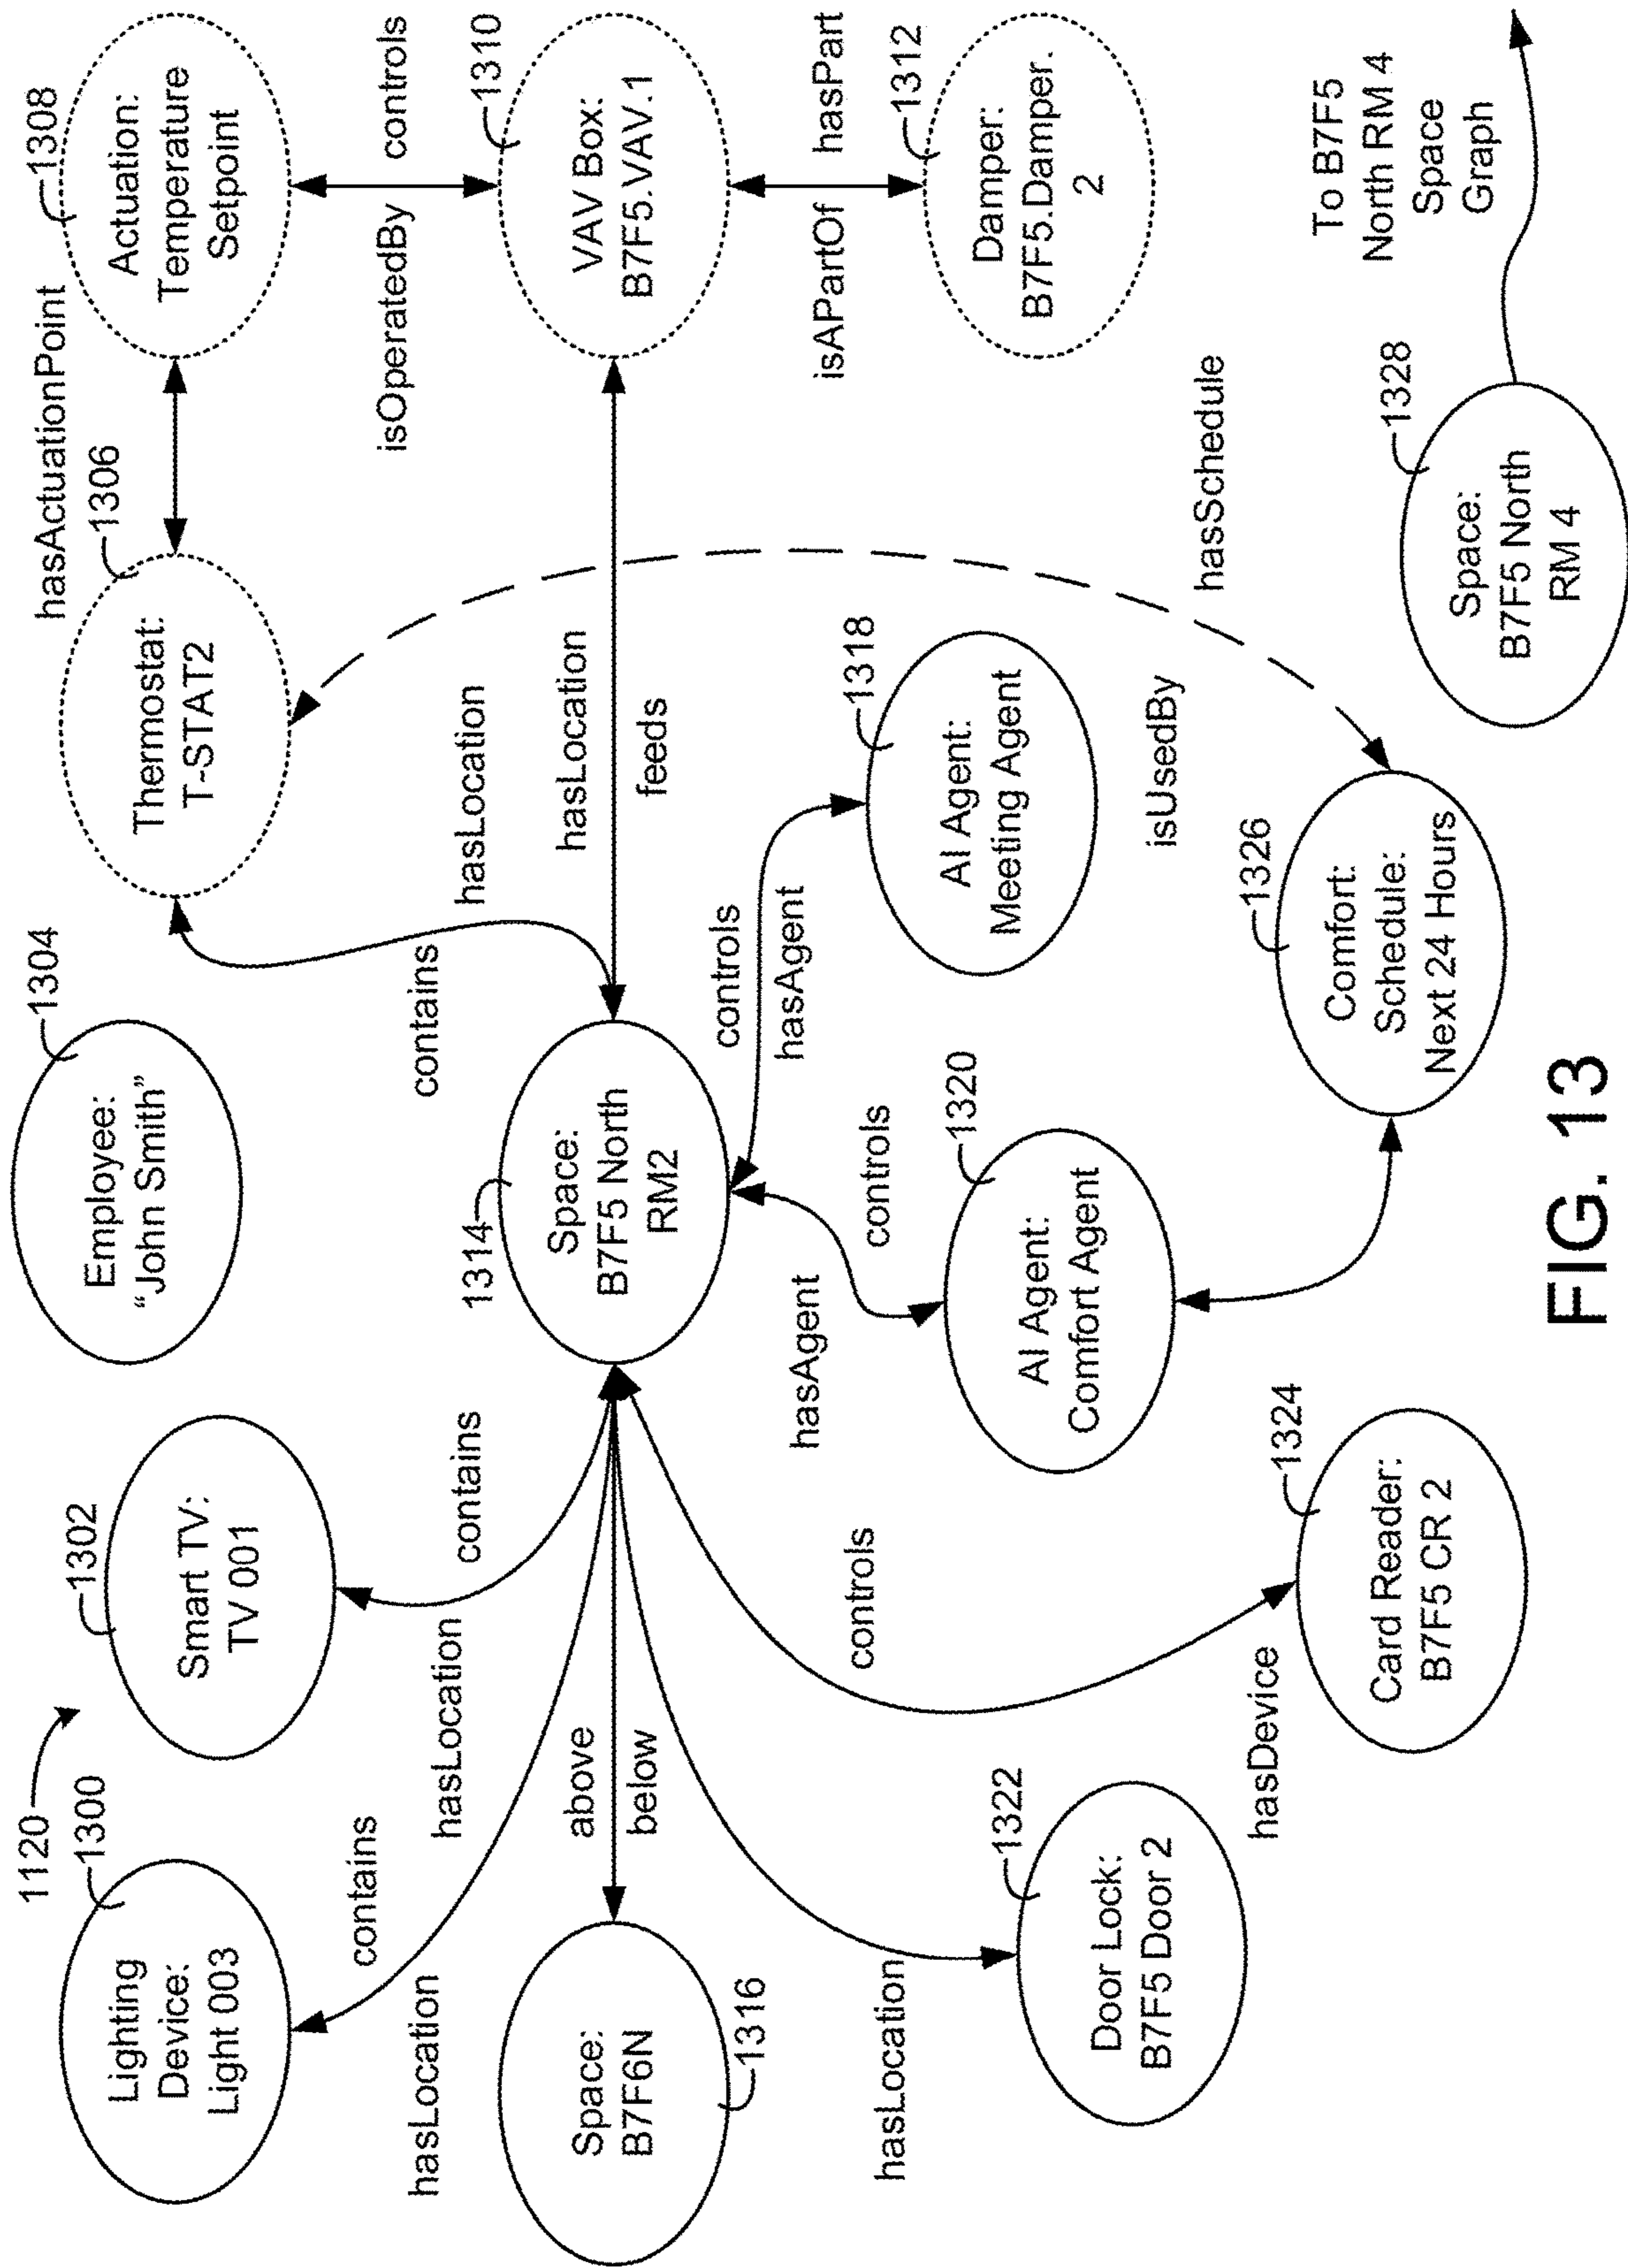 1120
1300
Lighting
Device:
Light 003
1302
Smart TV:
TV 001
1304
Employee:
“John Smith”
1306
Thermostat:
T-STAT2
hasActuationPoint
1308
Actuation:
Temperature
Setpoint
contains
hasLocation
hasLocation
contains
contains
hasLocation
isOperatedBy
controls
1316
Space:
B7F6N
above
below
1314
Space:
B7F5 North
RM2
hasLocation
feeds
1310
VAV Box:
B7F5.VAV.1
isAPartOf
hasPart
1312
Damper:
B7F5.Damper.
2
hasLocation
1322
Door Lock:
B7F5 Door 2
controls
hasDevice
1324
Card Reader:
B7F5 CR 2
hasAgent
controls
1320
AI Agent:
Comfort Agent
controls
hasAgent
1318
AI Agent:
Meeting Agent
isUsedBy
hasSchedule
1326
Comfort:
Schedule:
Next 24 Hours
1328
Space:
B7F5 North
RM 4
To B7F5
North RM 4
Space
Graph
FIG. 13